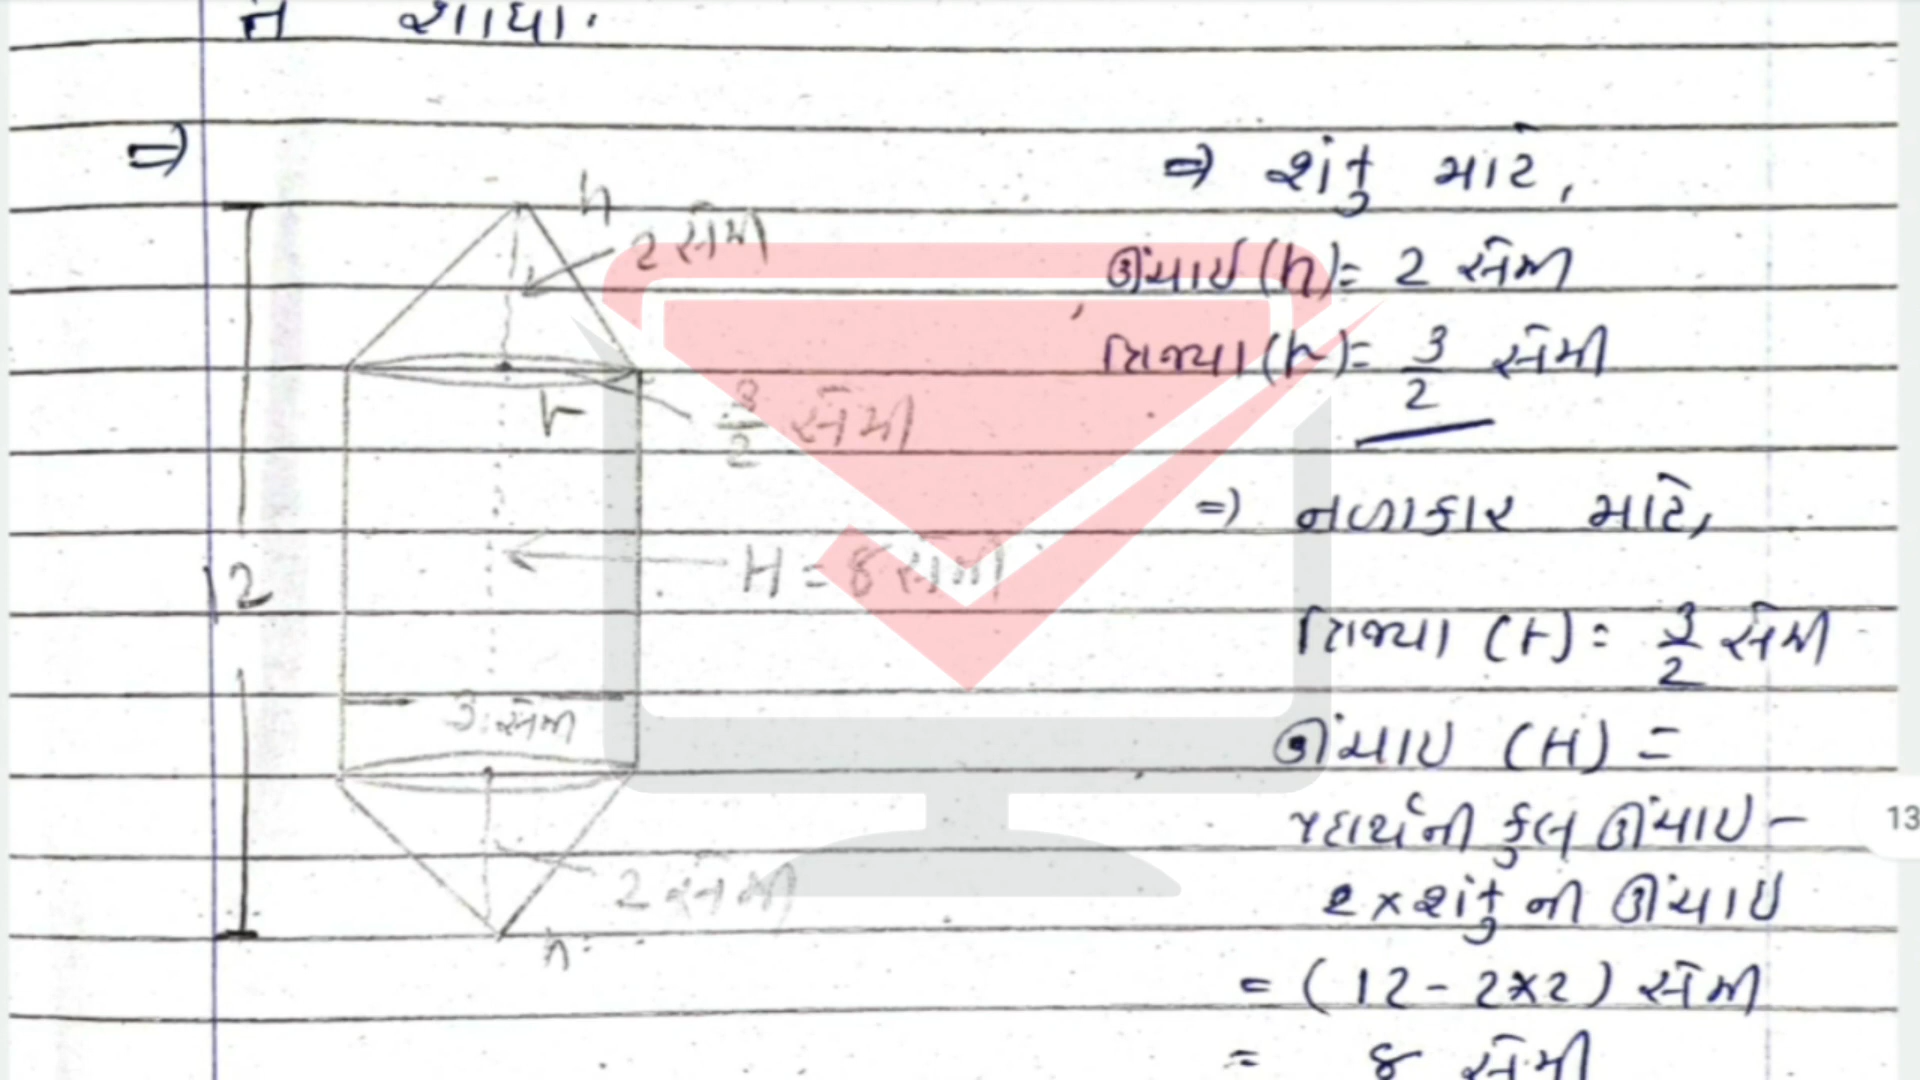 ને શોધો.
⇒
h
2 સેમી
r
3/2 સેમી
12
H = 8 સેમી
3 સેમી
2 સેમી
h
⇒ શંકુ માટે,
ઊંચાઈ (h) = 2 સેમી
ત્રિજ્યા (r) = 3/2 સેમી
⇒ નળાકાર માટે,
ત્રિજ્યા (r) = 3/2 સેમી
ઊંચાઈ (H) =
પદાર્થની કુલ ઊંચાઈ -
2 × શંકુ ની ઊંચાઈ
= (12 - 2×2) સેમી
= 8 સેમી
13